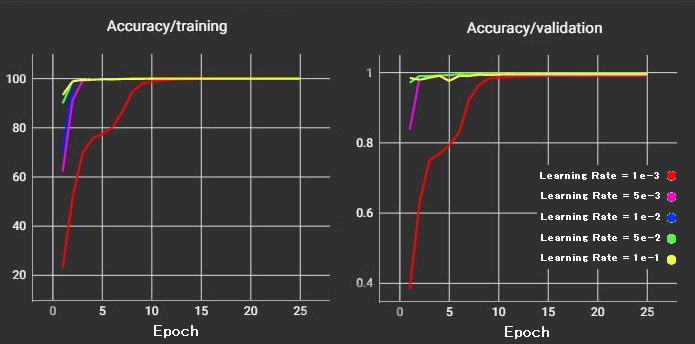 Accuracy/training
100
80
60
40
20
0
5
10
15
20
25
Epoch
Accuracy/validation
1
0.8
0.6
0.4
0
5
10
15
20
25
Epoch
Learning Rate = 1e-3
Learning Rate = 5e-3
Learning Rate = 1e-2
Learning Rate = 5e-2
Learning Rate = 1e-1